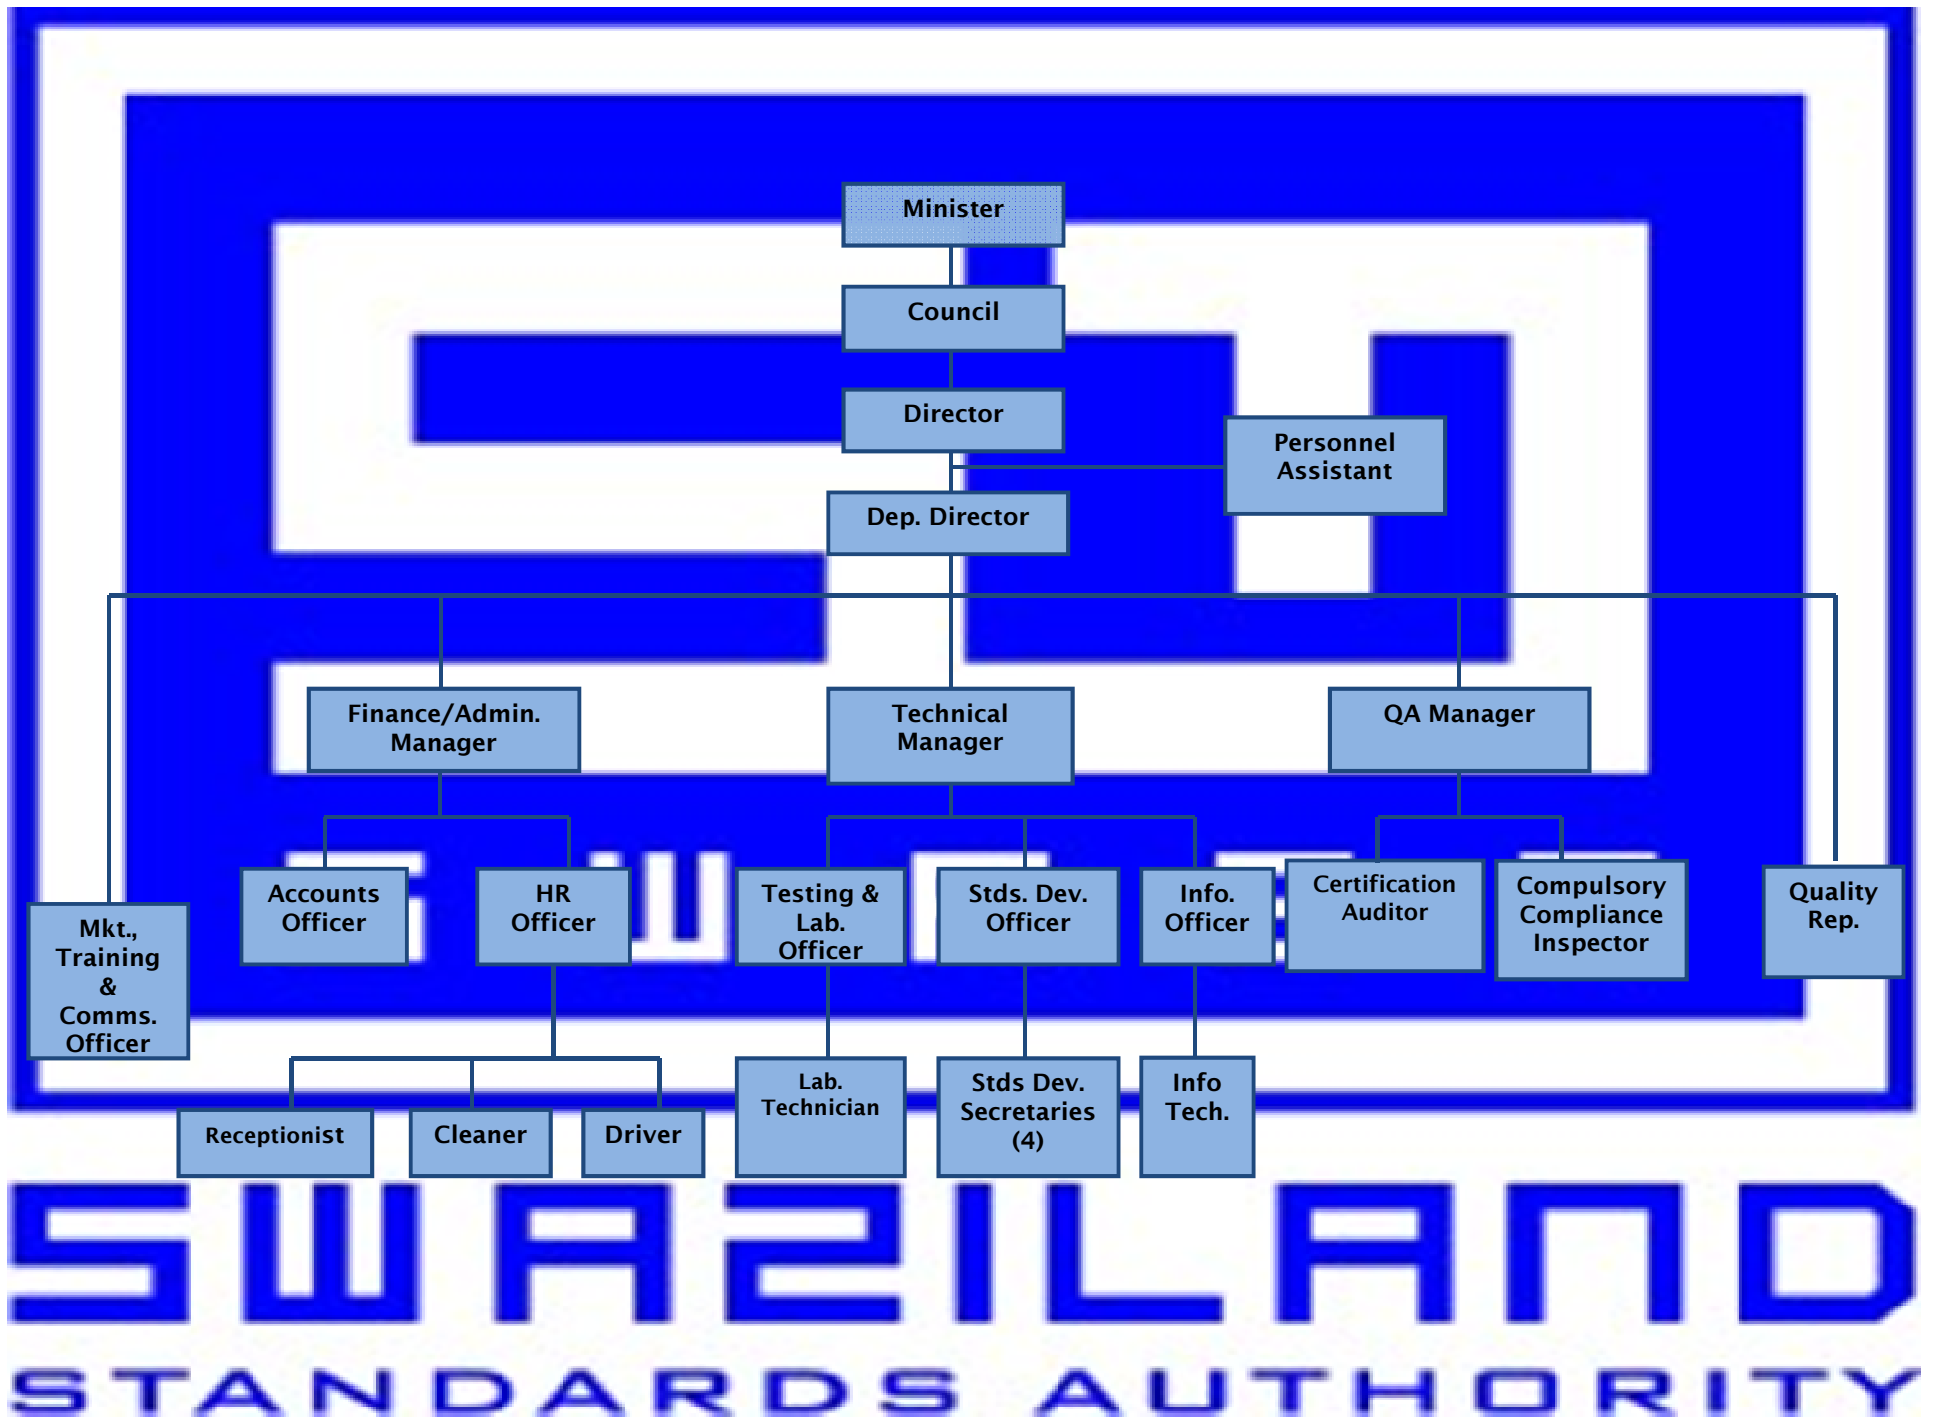 Minister
Council
Director
Personnel
Assistant
Dep. Director
Finance/Admin.
Manager
Technical
Manager
QA Manager
Mkt.,
Training
&
Comms.
Officer
Accounts
Officer
HR
Officer
Testing &
Lab.
Officer
Stds. Dev.
Officer
Info.
Officer
Certification
Auditor
Compulsory
Compliance
Inspector
Quality
Rep.
Receptionist
Cleaner
Driver
Lab.
Technician
Stds Dev.
Secretaries
(4)
Info
Tech.
SWAZILAND
STANDARDS AUTHORITY